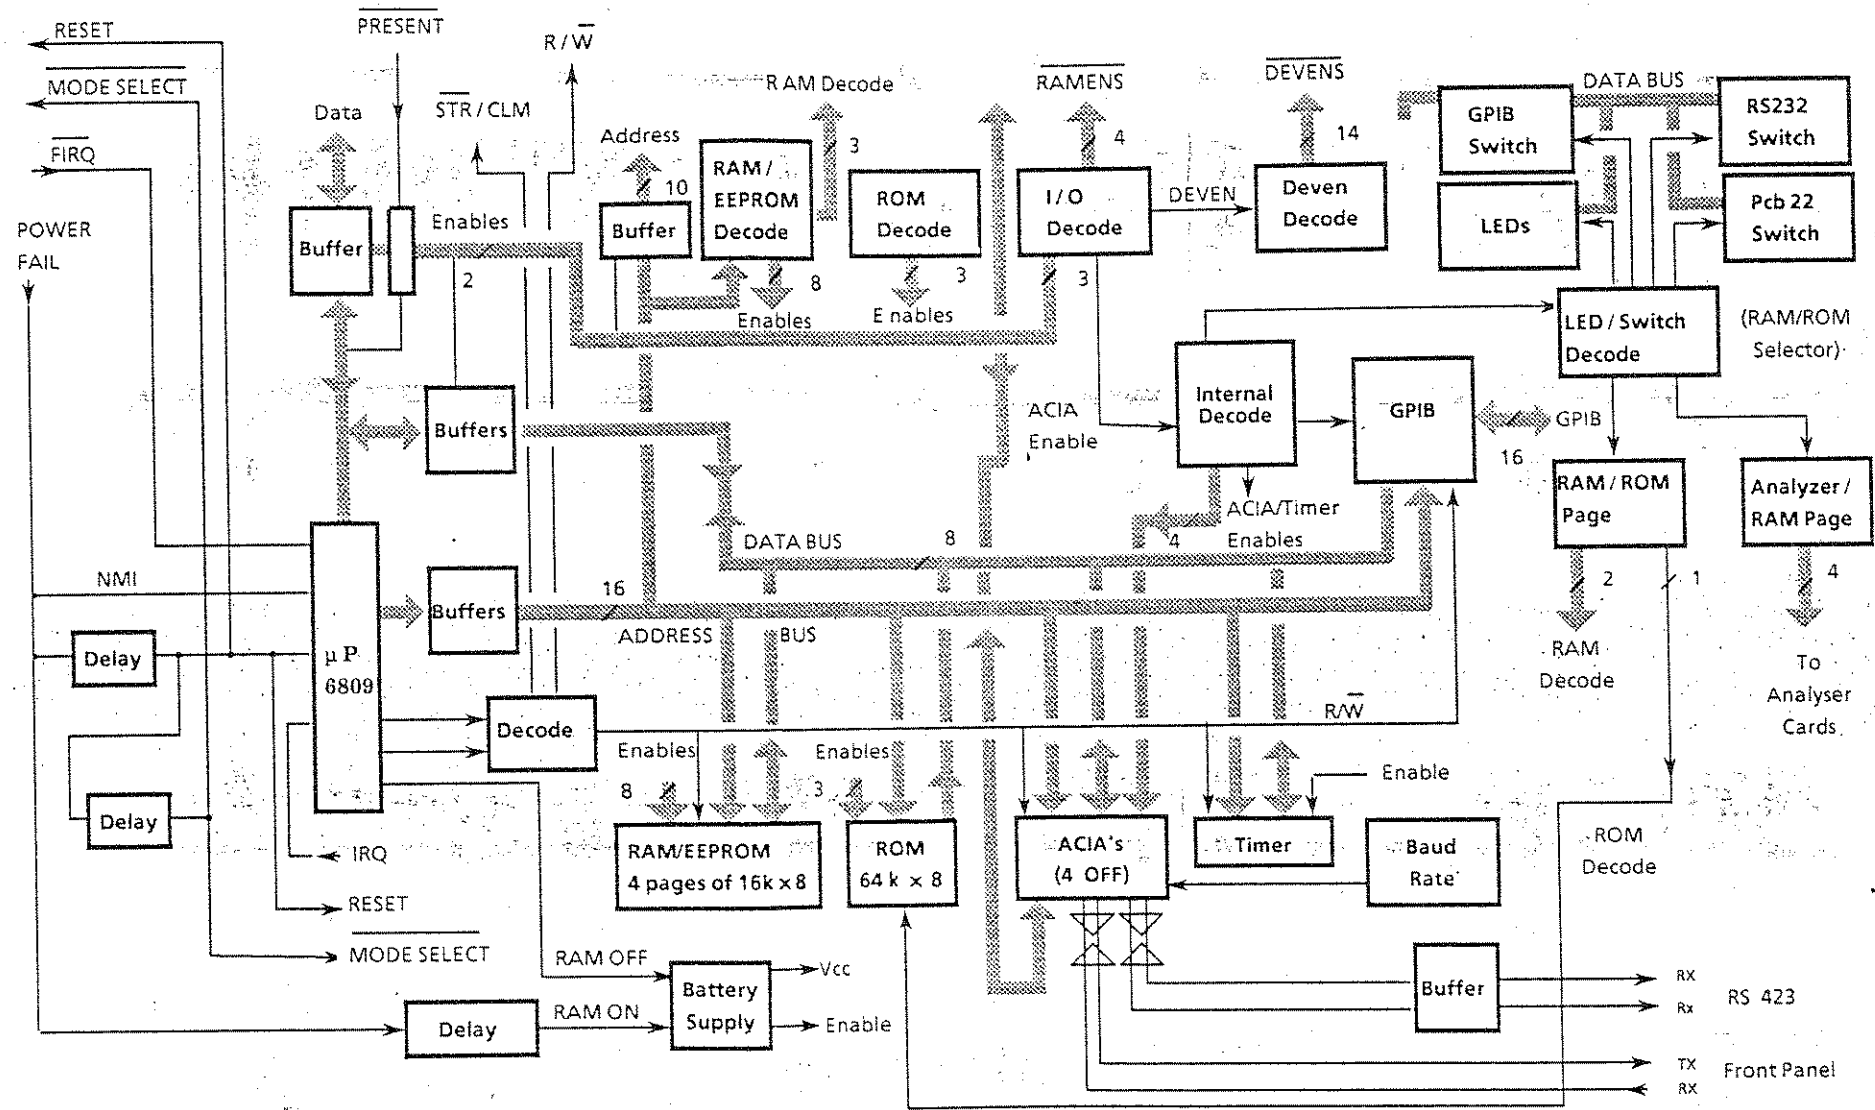 RESET
PRESENT
R/W
MODE SELECT
FIRQ
POWER
FAIL
Data
STR/CLM
RAM Decode
RAMENS
DEVENS
DATA BUS
3
4
14
Address
10
Buffer
Enables
2
Buffer
RAM/
EEPROM
Decode
8
Enables
ROM
Decode
3
Enables
I/O
Decode
3
DEVEN
Deven
Decode
GPIB
Switch
RS232
Switch
LEDs
Pcb 22
Switch
LED/Switch
Decode
(RAM/ROM
Selector)
Buffers
ACIA
Enable
Internal
Decode
GPIB
GPIB
16
ACIA/Timer
Enables
4
RAM/ROM
Page
Analyzer/
RAM Page
2
1
4
DATA BUS
8
NMI
Buffers
16
ADDRESS
BUS
Delay
μP
6809
RAM
Decode
To
Analyser
Cards
Decode
R/W
Enables
8
Enables
3
Enable
Delay
IRQ
RAM/EEPROM
4 pages of 16k x 8
ROM
64k x 8
ACIA's
(4 OFF)
Timer
Baud
Rate
ROM
Decode
RESET
MODE SELECT
RAM OFF
RAM ON
Delay
Battery
Supply
Vcc
Enable
Buffer
RX
Rx
RS 423
TX
RX
Front Panel